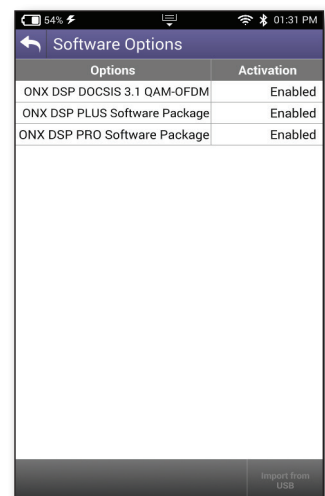 54% 01:31 PM
Software Options
Options Activation
ONX DSP DOCSIS 3.1 QAM-OFDM Enabled
ONX DSP PLUS Software Package Enabled
ONX DSP PRO Software Package Enabled
Import from
USB